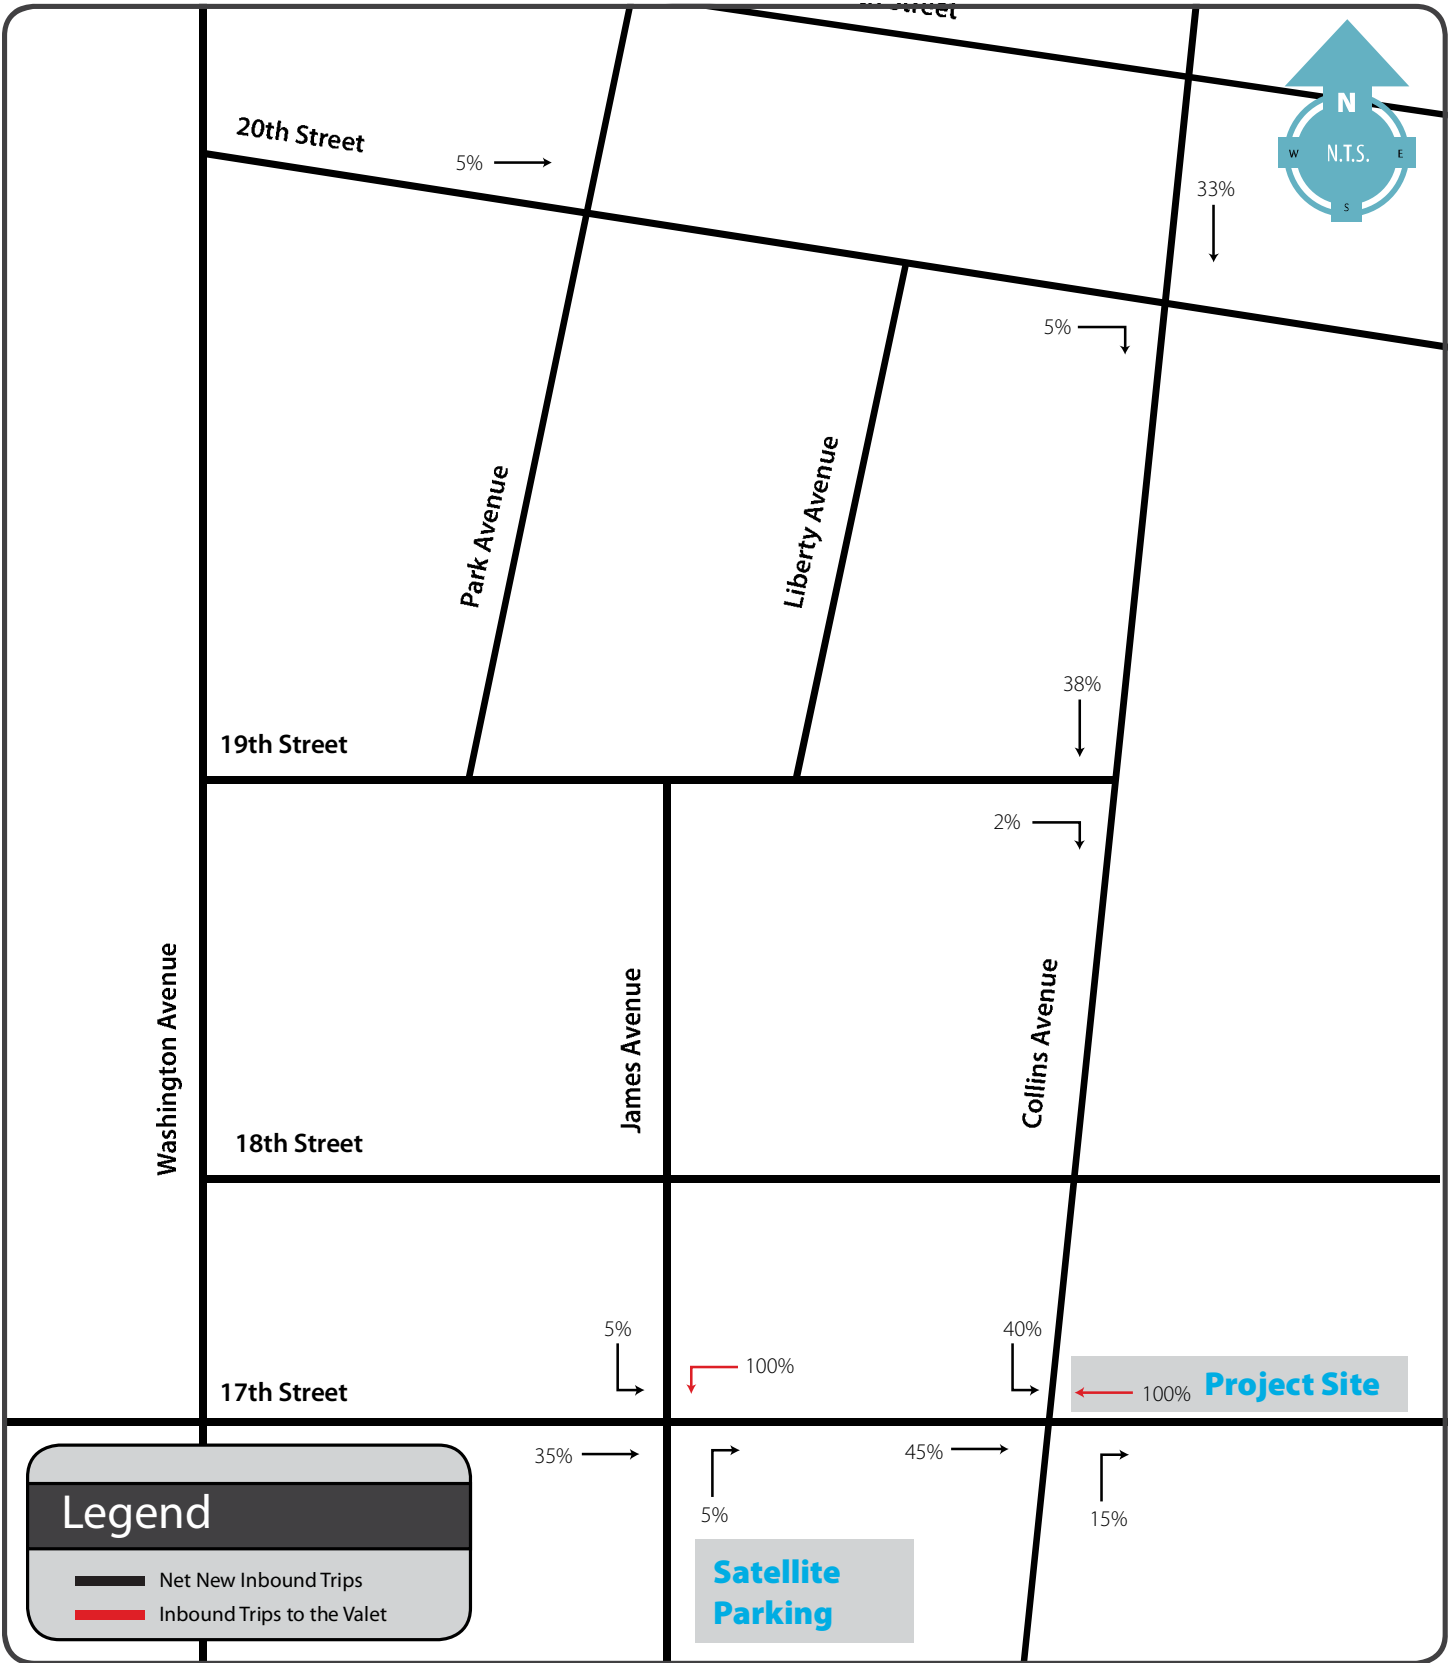 Street
N
W
N.T.S.
E
S
20th Street
5%
33%
5%
Park Avenue
Liberty Avenue
38%
19th Street
2%
Washington Avenue
James Avenue
Collins Avenue
18th Street
5%
40%
100%
17th Street
100%
Project Site
35%
45%
5%
15%
Satellite
Parking
Legend
Net New Inbound Trips
Inbound Trips to the Valet